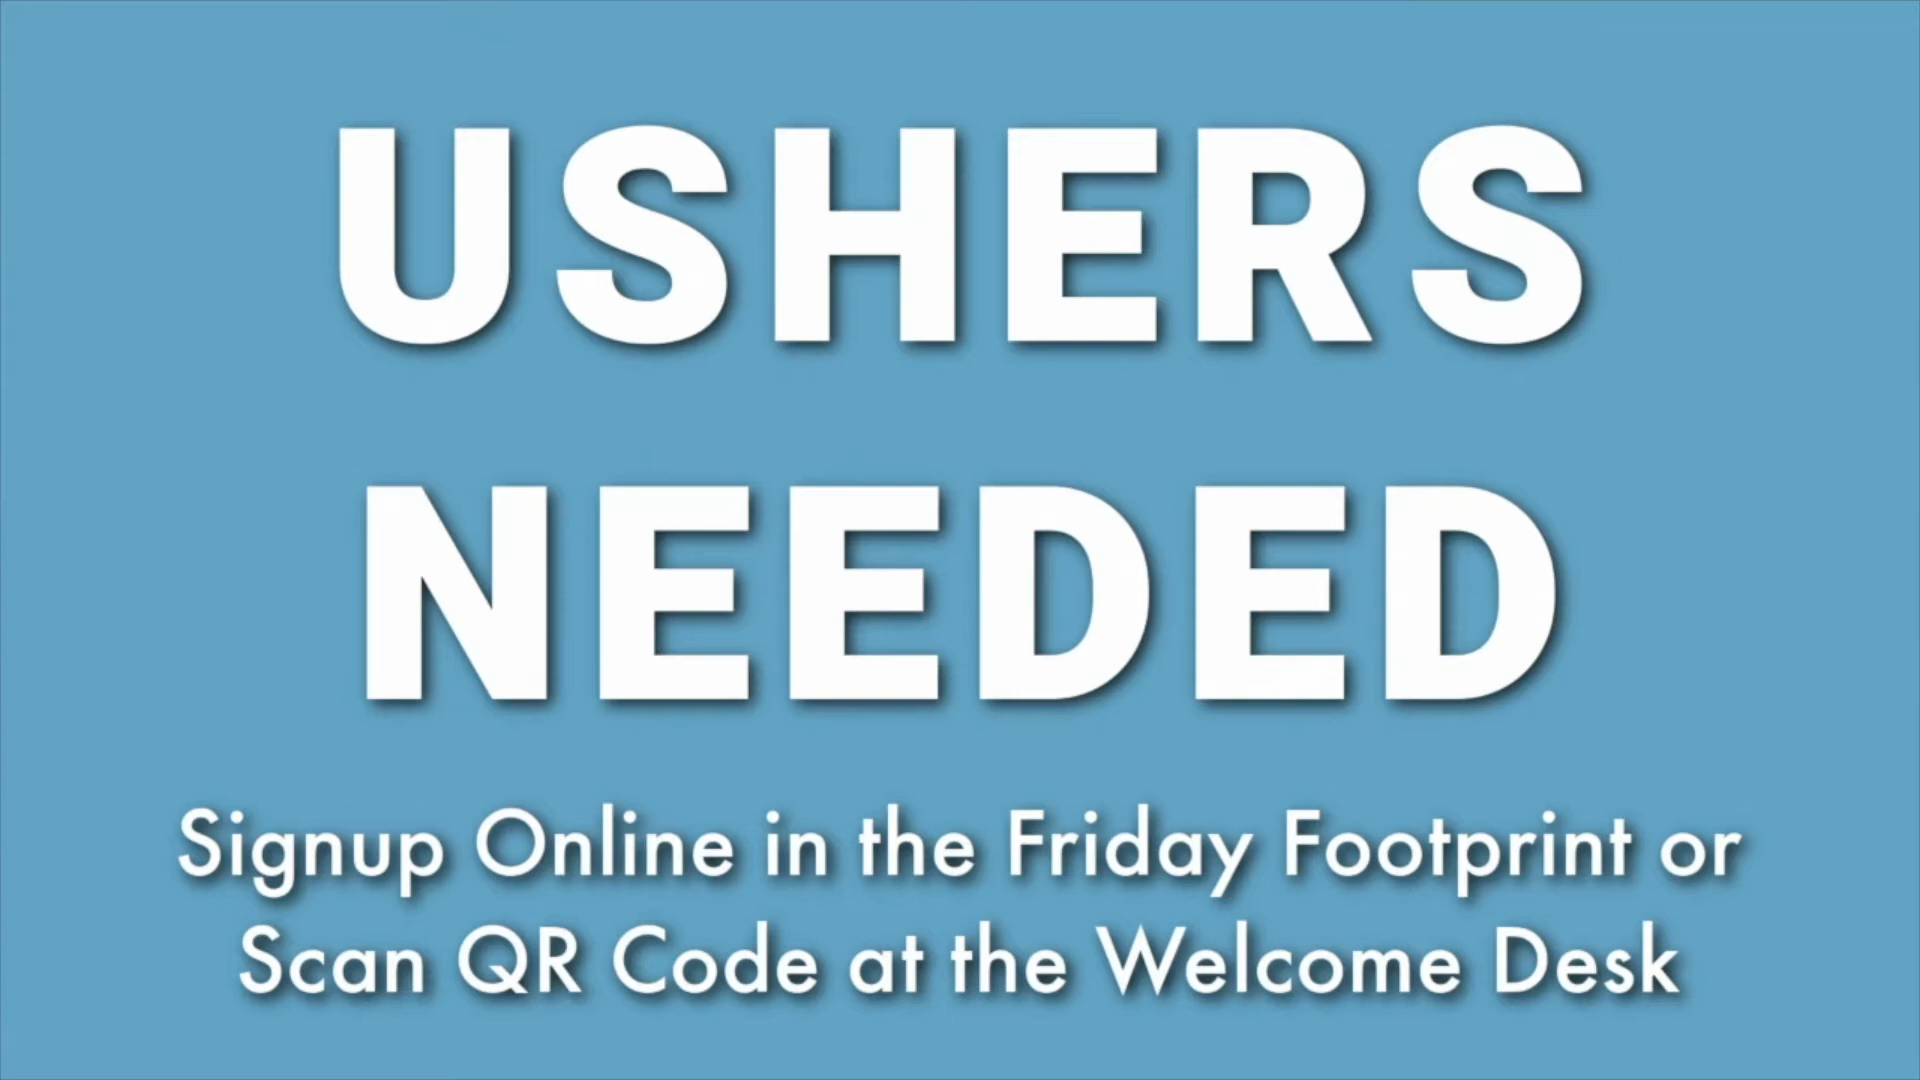 USHERS
NEEDED
Signup Online in the Friday Footprint or
Scan QR Code at the Welcome Desk